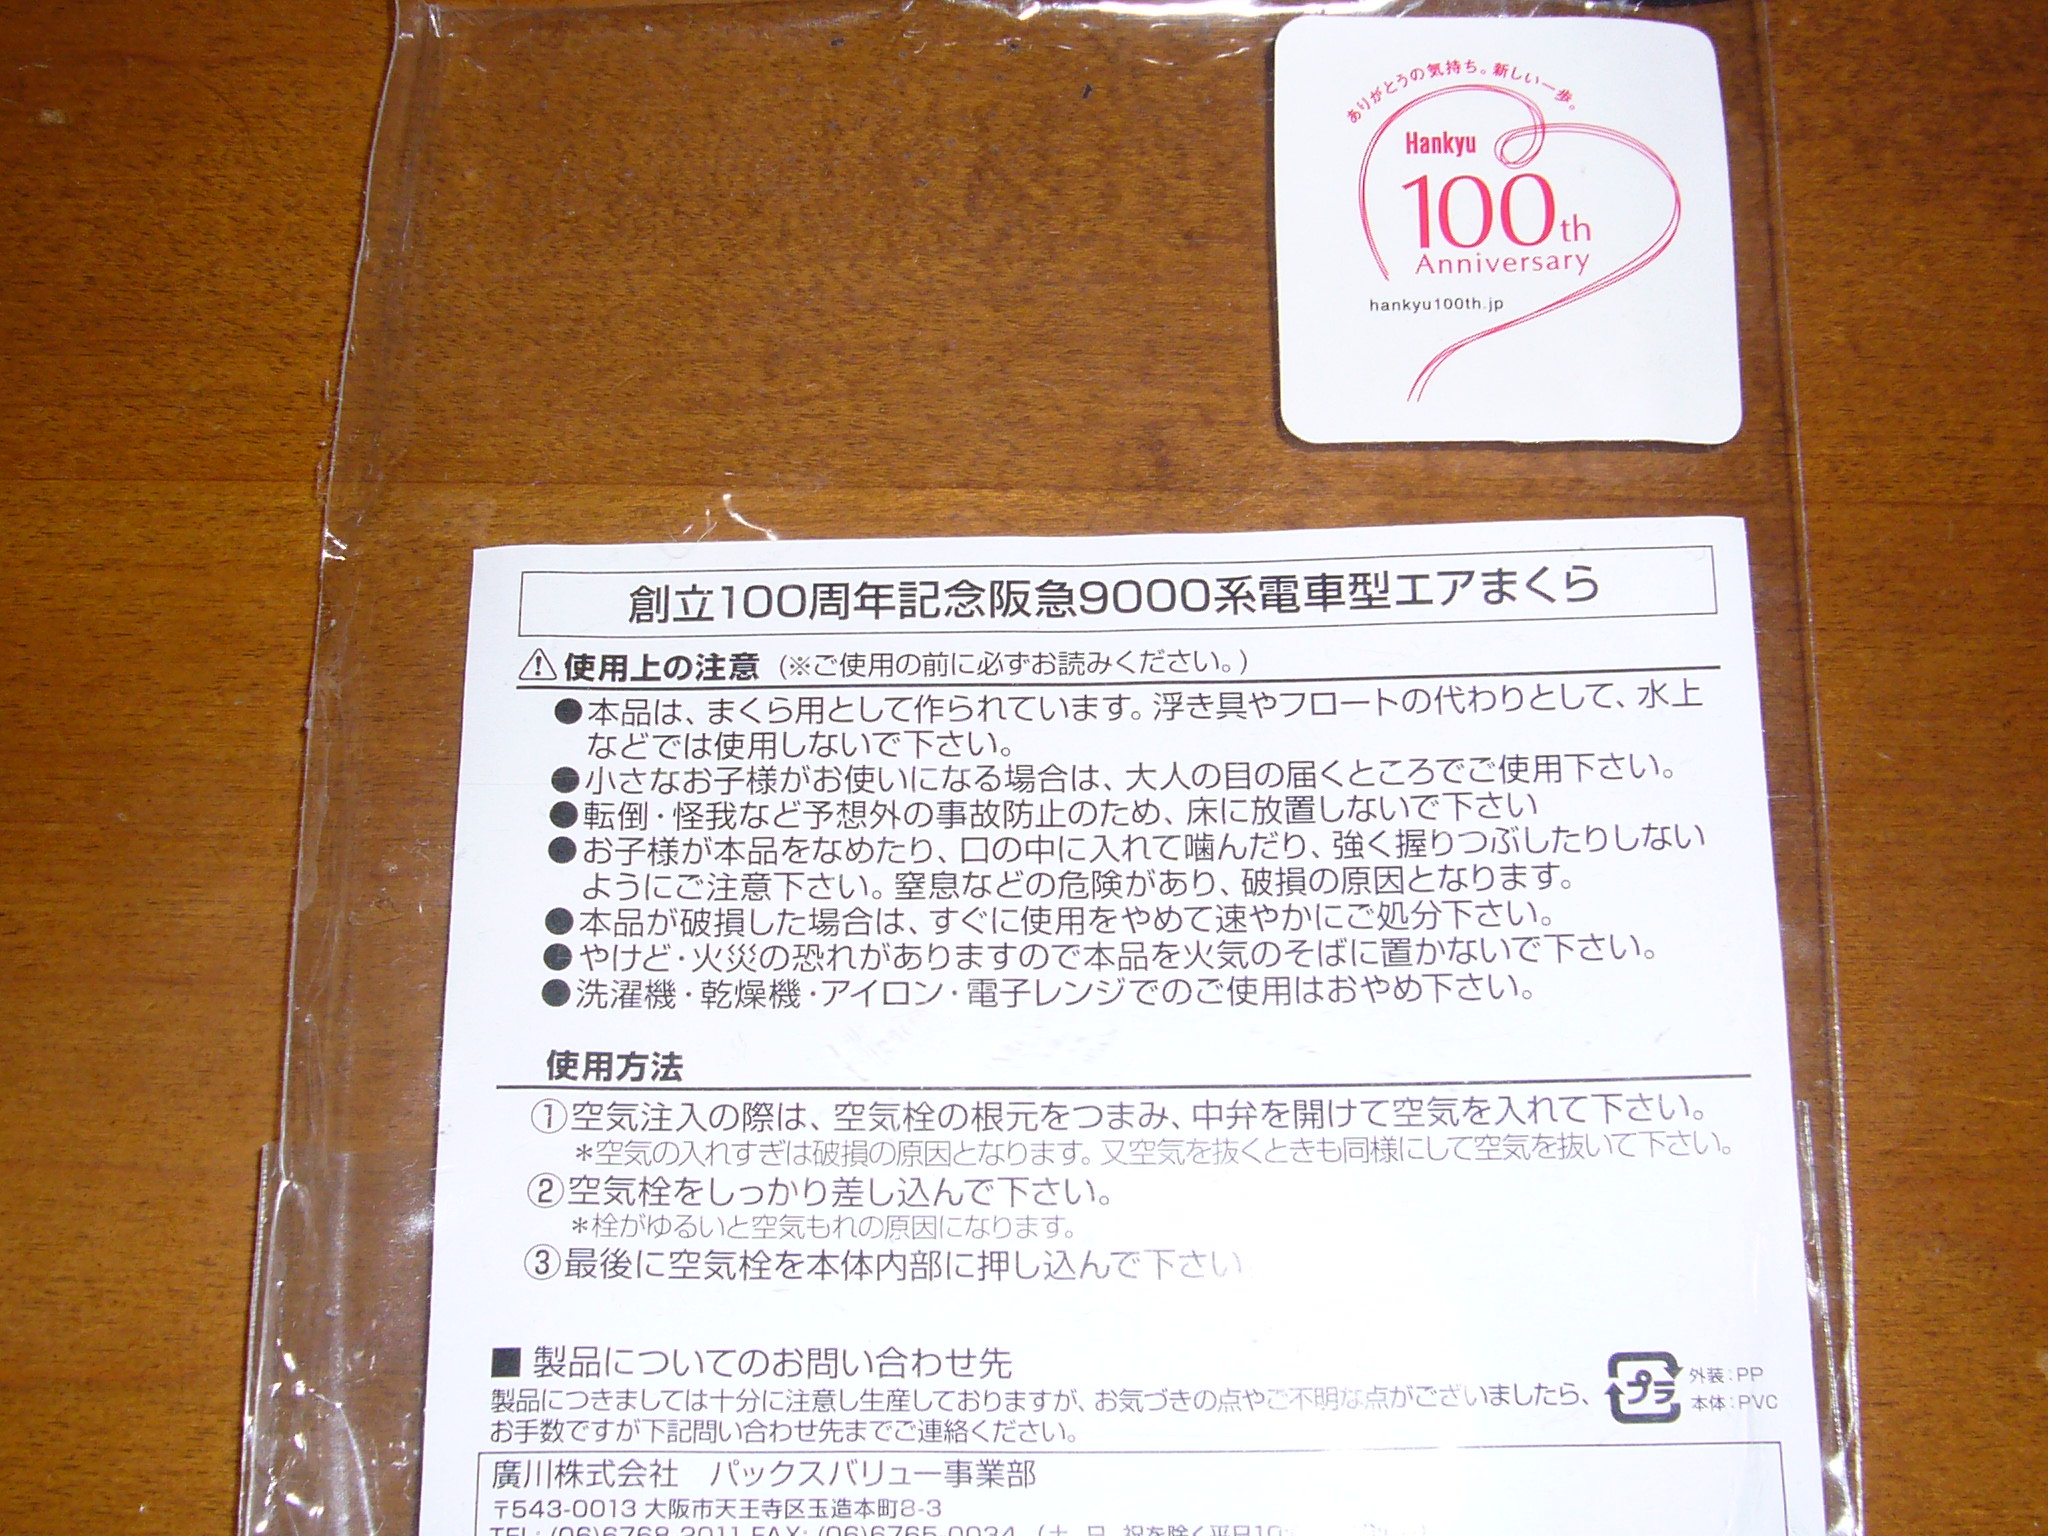 ありがとうの気持ち。新しい一歩。
Hankyu
100th
Anniversary
hankyu100th.jp
創立100周年記念阪急9000系電車型エアまくら
使用上の注意 (※ご使用の前に必ずお読みください。)
●本品は、まくら用として作られています。浮き具やフロートの代わりとして、水上
などでは使用しないで下さい。
●小さなお子様がお使いになる場合は、大人の目の届くところでご使用下さい。
●転倒・怪我など予想外の事故防止のため、床に放置しないで下さい
●お子様が本品をなめたり、口の中に入れて噛んだり、強く握りつぶしたりしない
ようにご注意下さい。窒息などの危険があり、破損の原因となります。
●本品が破損した場合は、すぐに使用をやめて速やかにご処分下さい。
●やけど・火災の恐れがありますので本品を火気のそばに置かないで下さい。
●洗濯機・乾燥機・アイロン・電子レンジでのご使用はおやめ下さい。
使用方法
①空気注入の際は、空気栓の根元をつまみ、中弁を開けて空気を入れて下さい。
＊空気の入れすぎは破損の原因となります。又空気を抜くときも同様にして空気を抜いて下さい。
②空気栓をしっかり差し込んで下さい。
＊栓がゆるいと空気もれの原因になります。
③最後に空気栓を本体内部に押し込んで下さい
■ 製品についてのお問い合わせ先
製品につきましては十分に注意し生産しておりますが、お気づきの点やご不明な点がございましたら、
お手数ですが下記問い合わせ先までご連絡ください。
プラ
外装：PP
本体：PVC
廣川株式会社 パックスバリュー事業部
〒543-0013 大阪市天王寺区玉造本町8-3
TEL: (06)6768-2011 FAX: (06)6765-0034 (土、日、祝を除く平日10: